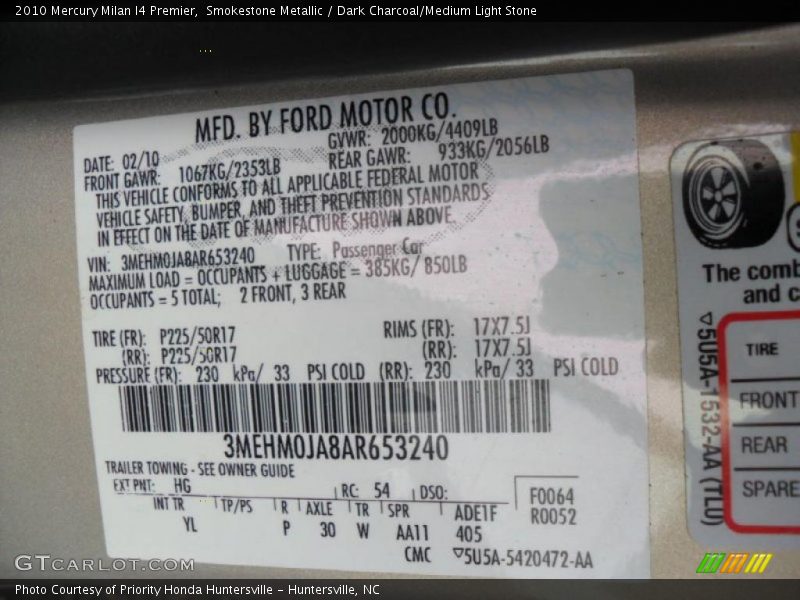 2010 Mercury Milan I4 Premier,  Smokestone Metallic / Dark Charcoal/Medium Light Stone
MFD. BY FORD MOTOR CO.
DATE: 02/10 GVWR: 2000KG/4409LB
FRONT GAWR: 1067KG/2353LB REAR GAWR: 933KG/2056LB
THIS VEHICLE CONFORMS TO ALL APPLICABLE FEDERAL MOTOR
VEHICLE SAFETY, BUMPER, AND THEFT PREVENTION STANDARDS
IN EFFECT ON THE DATE OF MANUFACTURE SHOWN ABOVE.
VIN: 3MEHM0JA8AR653240 TYPE: Passenger Car
MAXIMUM LOAD = OCCUPANTS + LUGGAGE = 385KG/ 850LB
OCCUPANTS = 5 TOTAL; 2 FRONT, 3 REAR
TIRE (FR): P225/50R17 RIMS (FR): 17X7.5J
(RR): P225/50R17 (RR): 17X7.5J
PRESSURE (FR): 230 kPa/ 33 PSI COLD (RR): 230 kPa/ 33 PSI COLD
3MEHM0JA8AR653240
TRAILER TOWING - SEE OWNER GUIDE
EXT PNT: HG RC: 54 DSO: F0064
R0052
INT TR TP/PS R AXLE TR SPR ADE1F
YL P 30 W AA11 405
CMC ▽5U5A-5420472-AA
The comb
and c
▽5U5A-1532-AA (TLU)
TIRE
FRONT
REAR
SPARE
GTCARLOT.COM
Photo Courtesy of Priority Honda Huntersville - Huntersville, NC